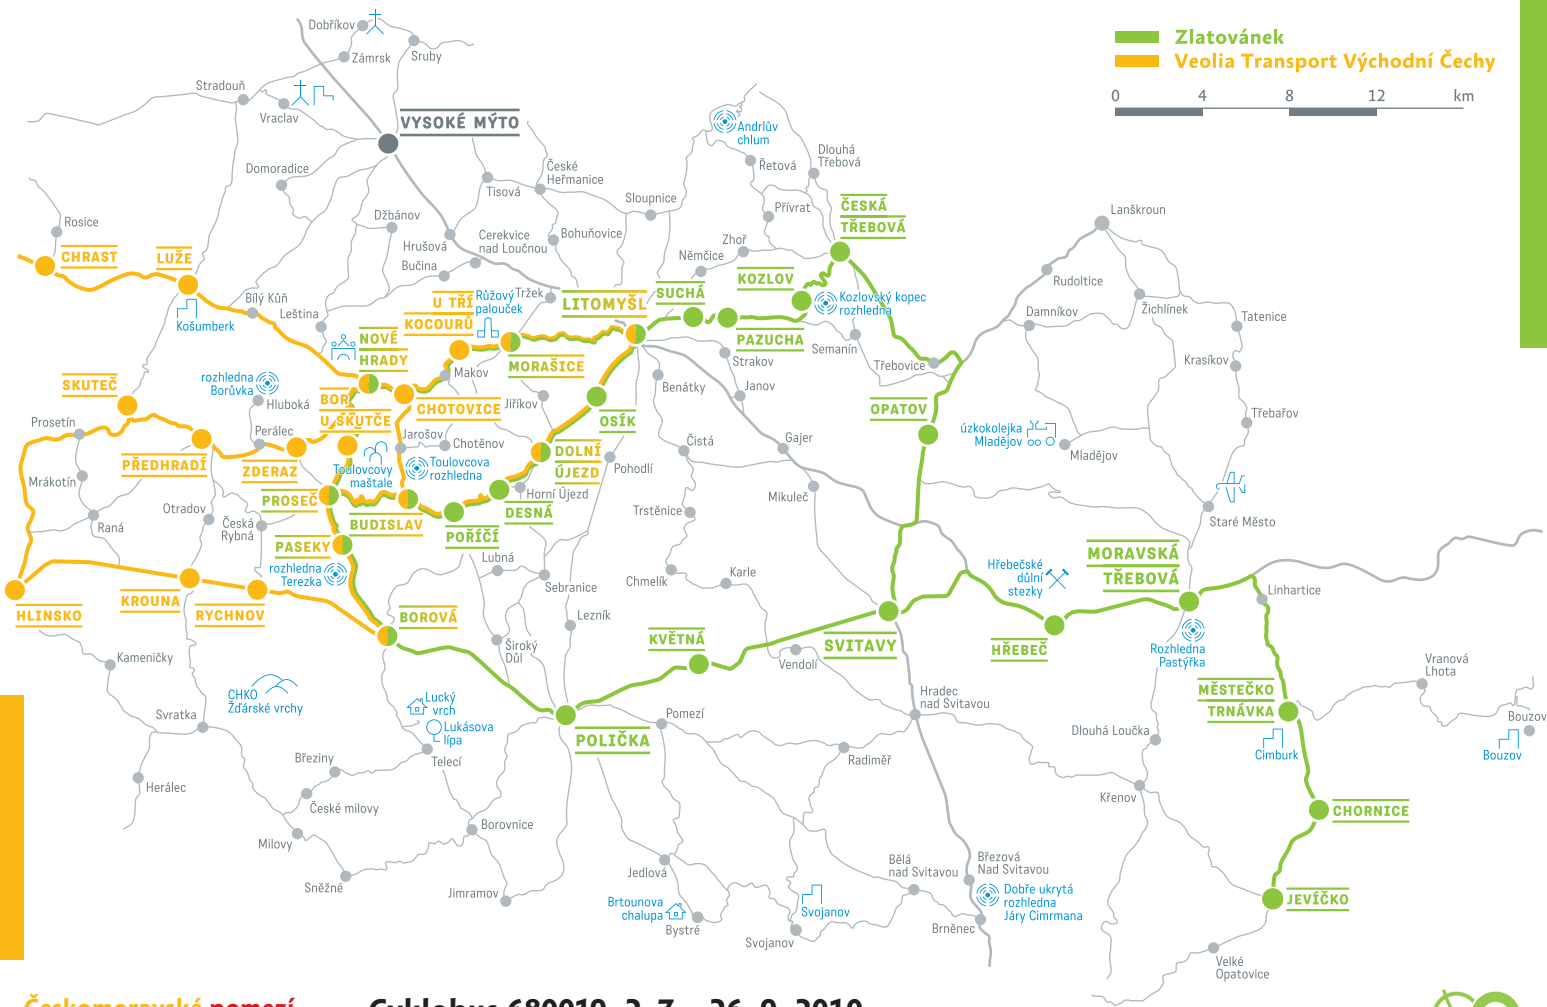 Zlatovánek
Veolia Transport Východní Čechy
0 4 8 12 km
Dobříkov
Zámrsk
Sruby
Stradouň
Vraclav
VYSOKÉ MÝTO
Domoradice
Tisová
České
Heřmanice
Sloupnice
Andrlův
chlum
Řetová
Dlouhá
Třebová
Přívrat
ČESKÁ
TŘEBOVÁ
Lanškroun
Rosice
CHRAST
LUŽE
Džbánov
Hrušová
Cerekvice
nad Loučnou
Bohuňovice
Bučina
Zhoř
Němčice
KOZLOV
Kozlovský kopec
rozhledna
Rudoltice
Žichlínek
Damníkov
Tatenice
Košumberk
Bílý Kůň
Leština
U TŘÍ
KOCOURŮ
Růžový
palouček
Tržek
LITOMYŠL
SUCHÁ
PAZUCHA
Semanín
Třebovice
Krasíkov
NOVÉ
HRADY
MORAŠICE
Makov
Strakov
Benátky
Janov
SKUTEČ
rozhledna
Borůvka
Hluboká
BOR
U SKUTČE
CHOTOVICE
Jiříkov
OSÍK
OPATOV
úzkokolejka
Mladějov
Mladějov
Třebařov
Prosetín
PŘEDHRADÍ
Perálec
ZDERAZ
Jarošov
Chotěnov
Toulovcovy
maštale
Toulovcova
rozhledna
DOLNÍ
ÚJEZD
Čistá
Gajer
Pohodlí
Mikuleč
Mrákotín
Raná
Otradov
Česká
Rybná
PROSEČ
BUDISLAV
Horní Újezd
DESNÁ
POŘÍČÍ
Trstěnice
Staré Město
PASEKY
rozhledna
Terezka
Lubná
Sebranice
Chmelík
Karle
Hřebečské
důlní
stezky
MORAVSKÁ
TŘEBOVÁ
Linhartice
HLINSKO
KROUNA
RYCHNOV
BOROVÁ
Lezník
Široký
Důl
KVĚTNÁ
SVITAVY
Vendolí
HŘEBEČ
Rozhledna
Pastýřka
Kameničky
CHKO
Žďárské vrchy
Svratka
Lucký
vrch
Lukásova
lípa
Telecí
POLIČKA
Pomezí
Radiměř
Hradec
nad Svitavou
Dlouhá Loučka
MĚSTEČKO
TRNÁVKA
Cimburk
Vranová
Lhota
Bouzov
Bouzov
Herálec
Březiny
České milovy
Milovy
Borovnice
Křenov
CHORNICE
Sněžné
Jimramov
Jedlová
Brtounova
chalupa
Bystré
Svojanov
Svojanov
Bělá
nad Svitavou
Březová
Nad Svitavou
Dobře ukrytá
rozhledna
Járy Cimrmana
Brněnec
JEVÍČKO
Velké
Opatovice
Českomoravské pomezí
Cyklobus 680019, 3. 7. – 26. 9. 2010